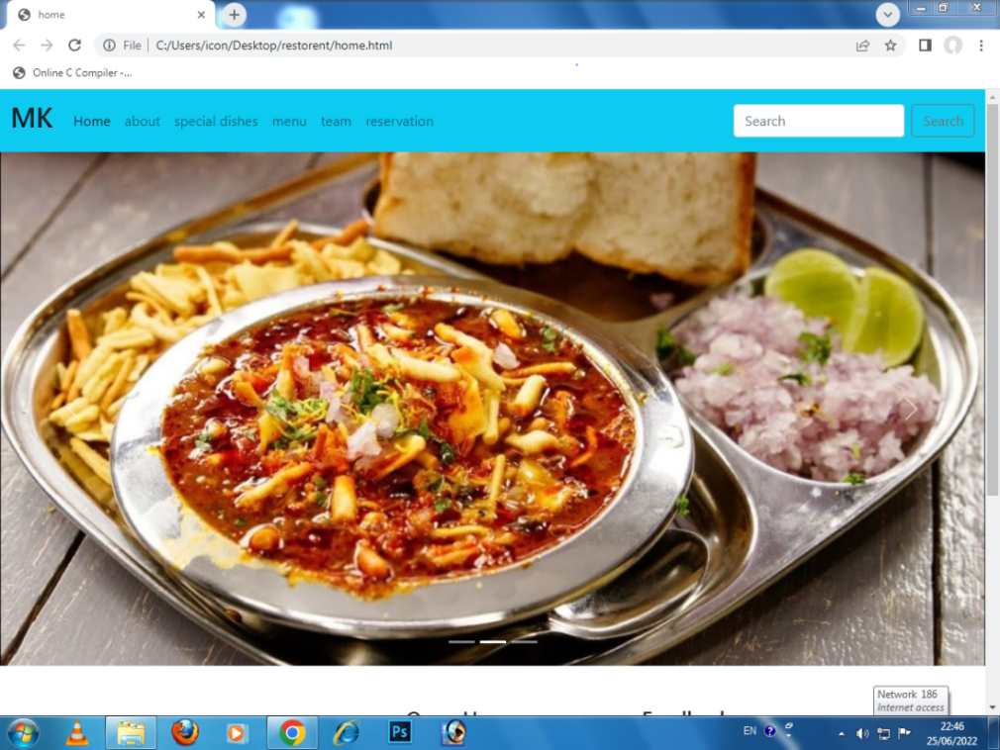 home
File
C:/Users/icon/Desktop/restorent/home.html
Online C Compiler -...
MK Home about special dishes menu team reservation Search Search
Network 186
Internet access
EN
Ps
22:46
25/06/2022